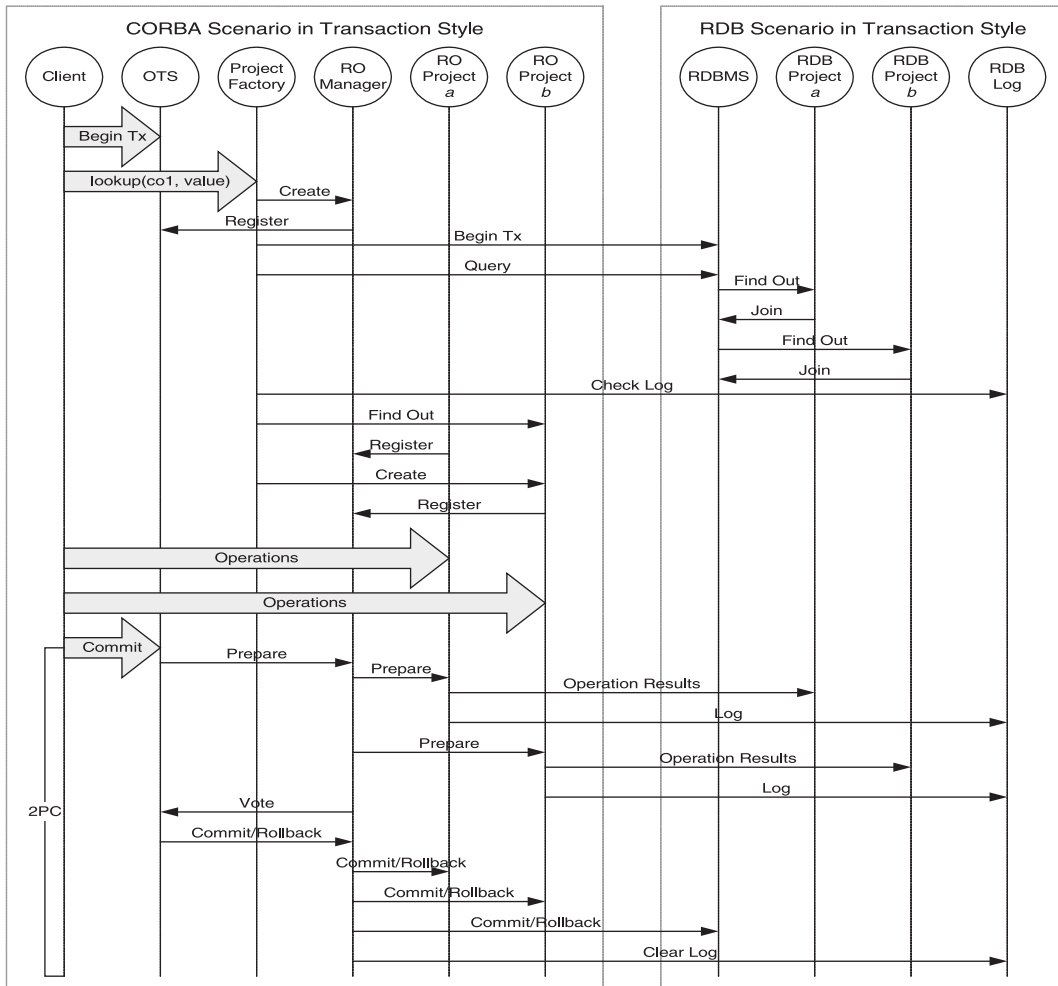 CORBA Scenario in Transaction Style
RDB Scenario in Transaction Style
Client
OTS
Project
Factory
RO
Manager
RO
Project
a
RO
Project
b
RDBMS
RDB
Project
a
RDB
Project
b
RDB
Log
Begin Tx
lookup(co1, value)
Create
Register
Begin Tx
Query
Find Out
Join
Find Out
Join
Check Log
Find Out
Register
Create
Register
Operations
Operations
Commit
Prepare
Prepare
Operation Results
Log
Prepare
Operation Results
Log
2PC
Vote
Commit/Rollback
Commit/Rollback
Commit/Rollback
Commit/Rollback
Clear Log